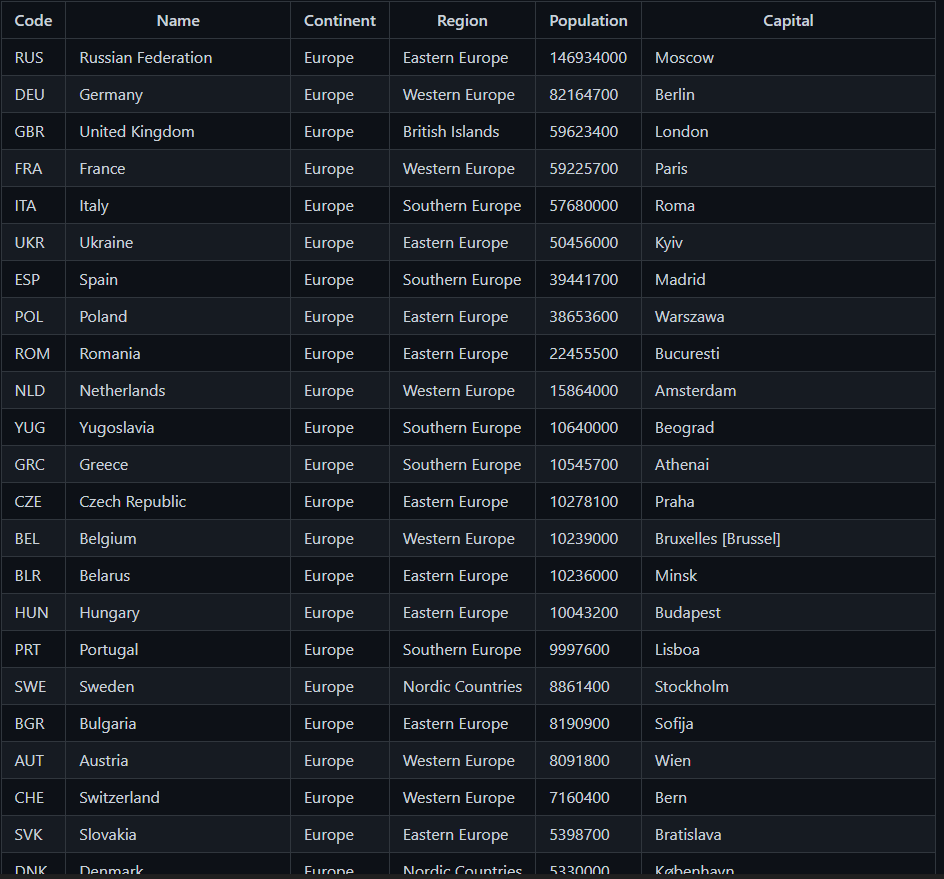 Code Name Continent Region Population Capital
RUS Russian Federation Europe Eastern Europe 146934000 Moscow
DEU Germany Europe Western Europe 82164700 Berlin
GBR United Kingdom Europe British Islands 59623400 London
FRA France Europe Western Europe 59225700 Paris
ITA Italy Europe Southern Europe 57680000 Roma
UKR Ukraine Europe Eastern Europe 50456000 Kyiv
ESP Spain Europe Southern Europe 39441700 Madrid
POL Poland Europe Eastern Europe 38653600 Warszawa
ROM Romania Europe Eastern Europe 22455500 Bucuresti
NLD Netherlands Europe Western Europe 15864000 Amsterdam
YUG Yugoslavia Europe Southern Europe 10640000 Beograd
GRC Greece Europe Southern Europe 10545700 Athenai
CZE Czech Republic Europe Eastern Europe 10278100 Praha
BEL Belgium Europe Western Europe 10239000 Bruxelles [Brussel]
BLR Belarus Europe Eastern Europe 10236000 Minsk
HUN Hungary Europe Eastern Europe 10043200 Budapest
PRT Portugal Europe Southern Europe 9997600 Lisboa
SWE Sweden Europe Nordic Countries 8861400 Stockholm
BGR Bulgaria Europe Eastern Europe 8190900 Sofija
AUT Austria Europe Western Europe 8091800 Wien
CHE Switzerland Europe Western Europe 7160400 Bern
SVK Slovakia Europe Eastern Europe 5398700 Bratislava
DNK Denmark Europe Nordic Countries 5330000 København